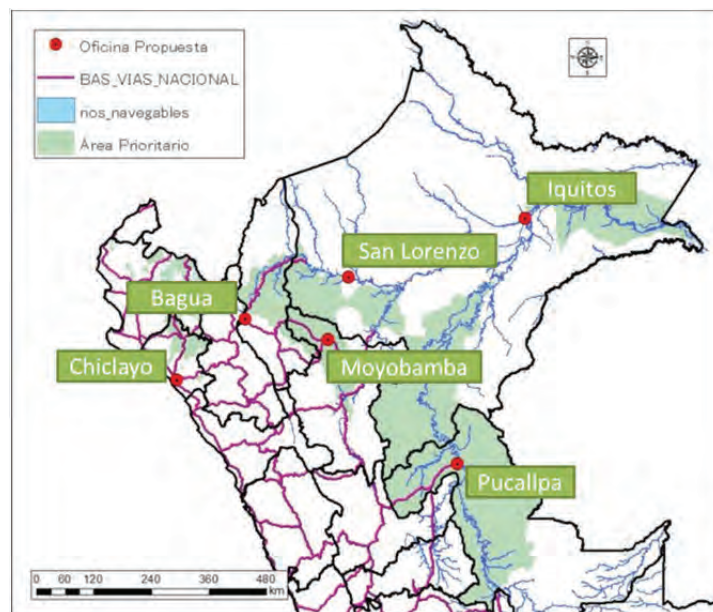 Oficina Propuesta
BAS_VIAS_NACIONAL
rios_navegables
Área Prioritario
N
S
Iquitos
San Lorenzo
Bagua
Chiclayo
Moyobamba
Pucallpa
0 60 120 240 360 480
km